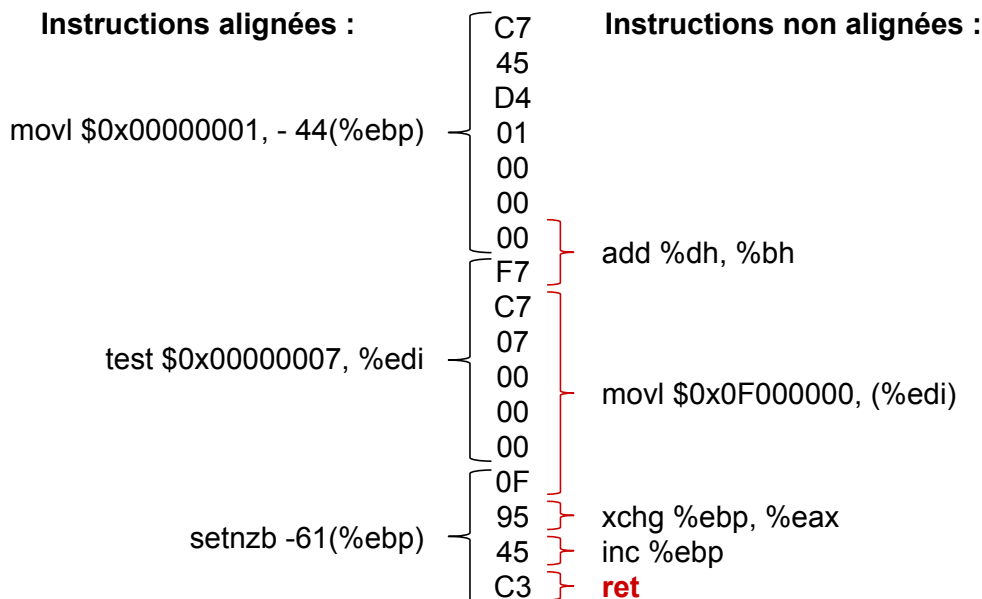 Instructions alignées :
Instructions non alignées :
C7
45
D4
movl $0x00000001, - 44(%ebp)
01
00
00
00
add %dh, %bh
F7
C7
07
test $0x00000007, %edi
00
00
movl $0x0F000000, (%edi)
00
0F
95
xchg %ebp, %eax
setnzb -61(%ebp)
45
inc %ebp
C3
ret